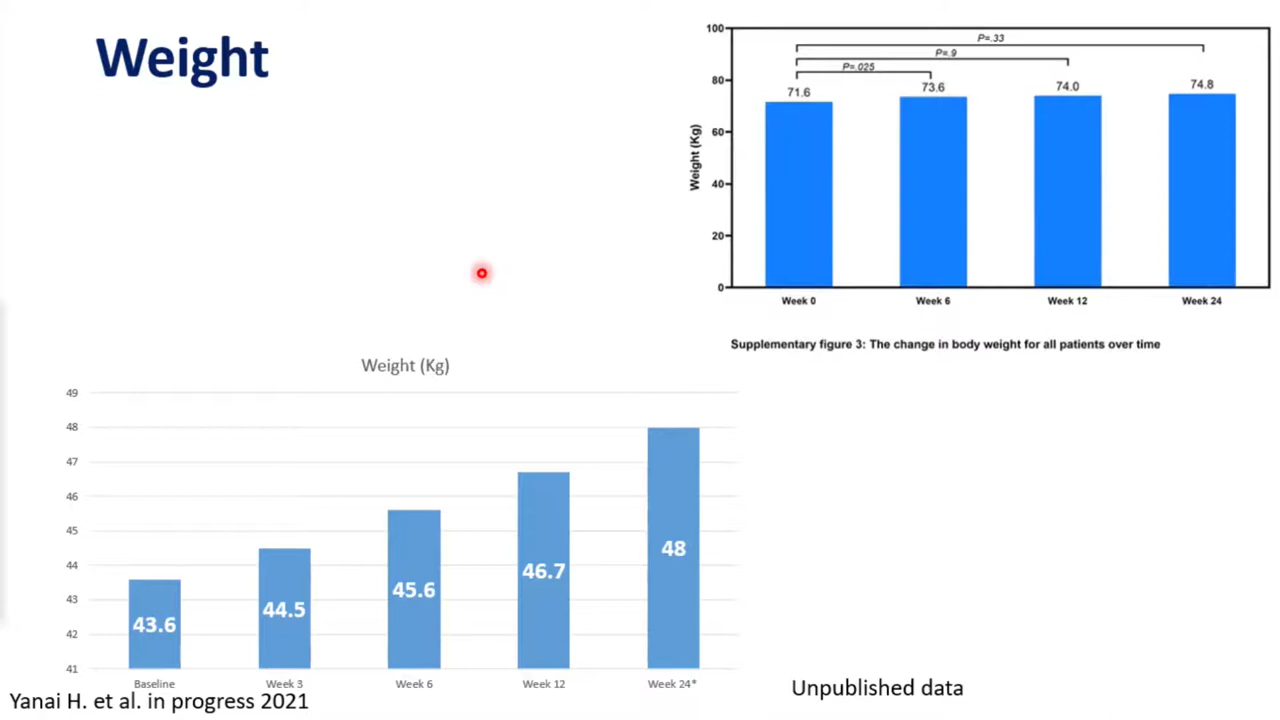 Weight
100
80
60
40
20
0
Weight (Kg)
P=.33
P=.9
P=.025
71.6
73.6
74.0
74.8
Week 0
Week 6
Week 12
Week 24
Supplementary figure 3: The change in body weight for all patients over time
Weight (Kg)
49
48
47
46
45
44
43
42
41
43.6
44.5
45.6
46.7
48
Baseline
Week 3
Week 6
Week 12
Week 24*
Yanai H. et al. in progress 2021
Unpublished data